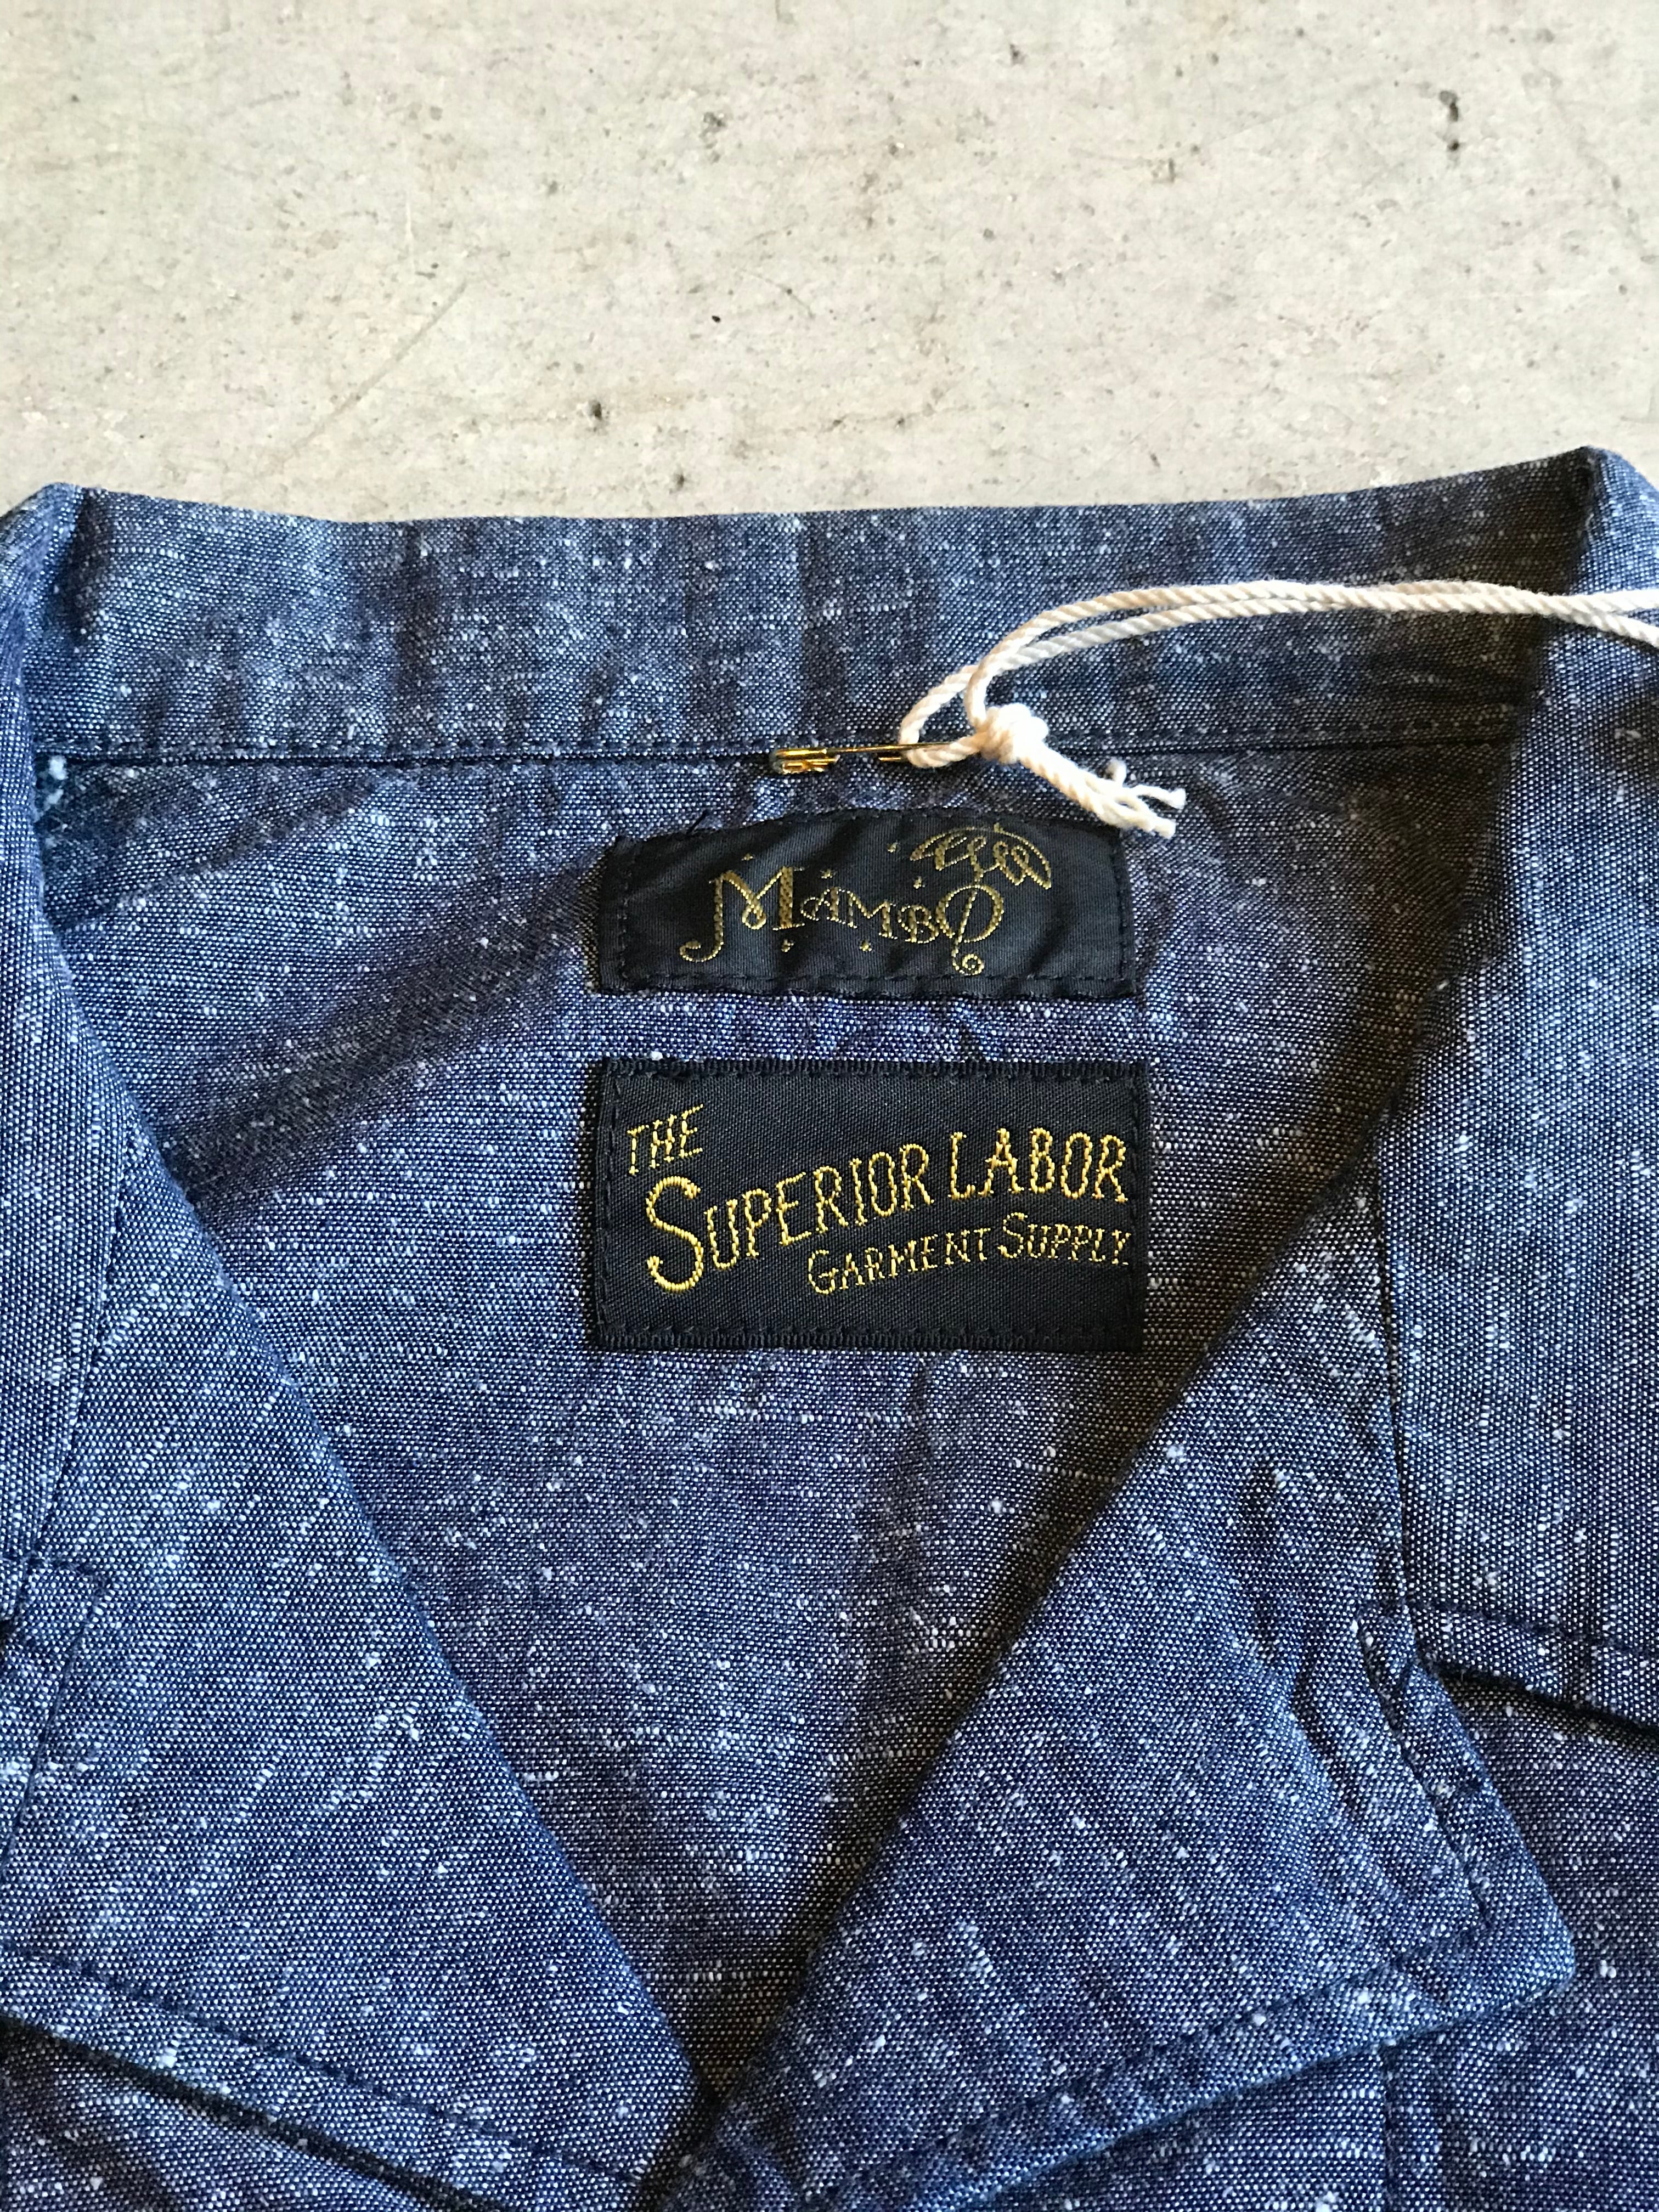 MAMBO
THE
SUPERIOR LABOR
GARMENT SUPPLY.